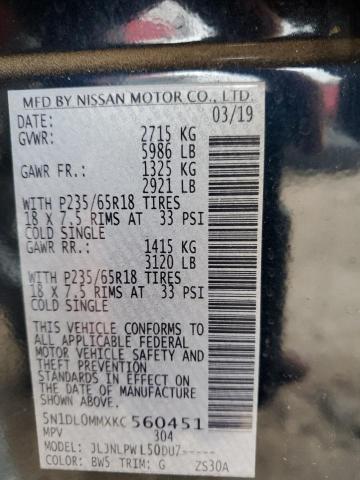 MFD BY NISSAN MOTOR CO., LTD.
DATE: 03/19
GVWR: 2715 KG
5986 LB
GAWR FR.: 1325 KG
2921 LB
WITH P235/65R18 TIRES
18 X 7.5 RIMS AT 33 PSI
COLD SINGLE
GAWR RR.: 1415 KG
3120 LB
WITH P235/65R18 TIRES
18 X 7.5 RIMS AT 33 PSI
COLD SINGLE
THIS VEHICLE CONFORMS TO
ALL APPLICABLE FEDERAL
MOTOR VEHICLE SAFETY AND
THEFT PREVENTION
STANDARDS IN EFFECT ON
THE DATE OF MANUFACTURE
SHOWN ABOVE.
5N1DL0MMXKC560451
MPV 304
MODEL: JLJNLPWL50DU7-----
COLOR: BW5 TRIM: G ZS30A